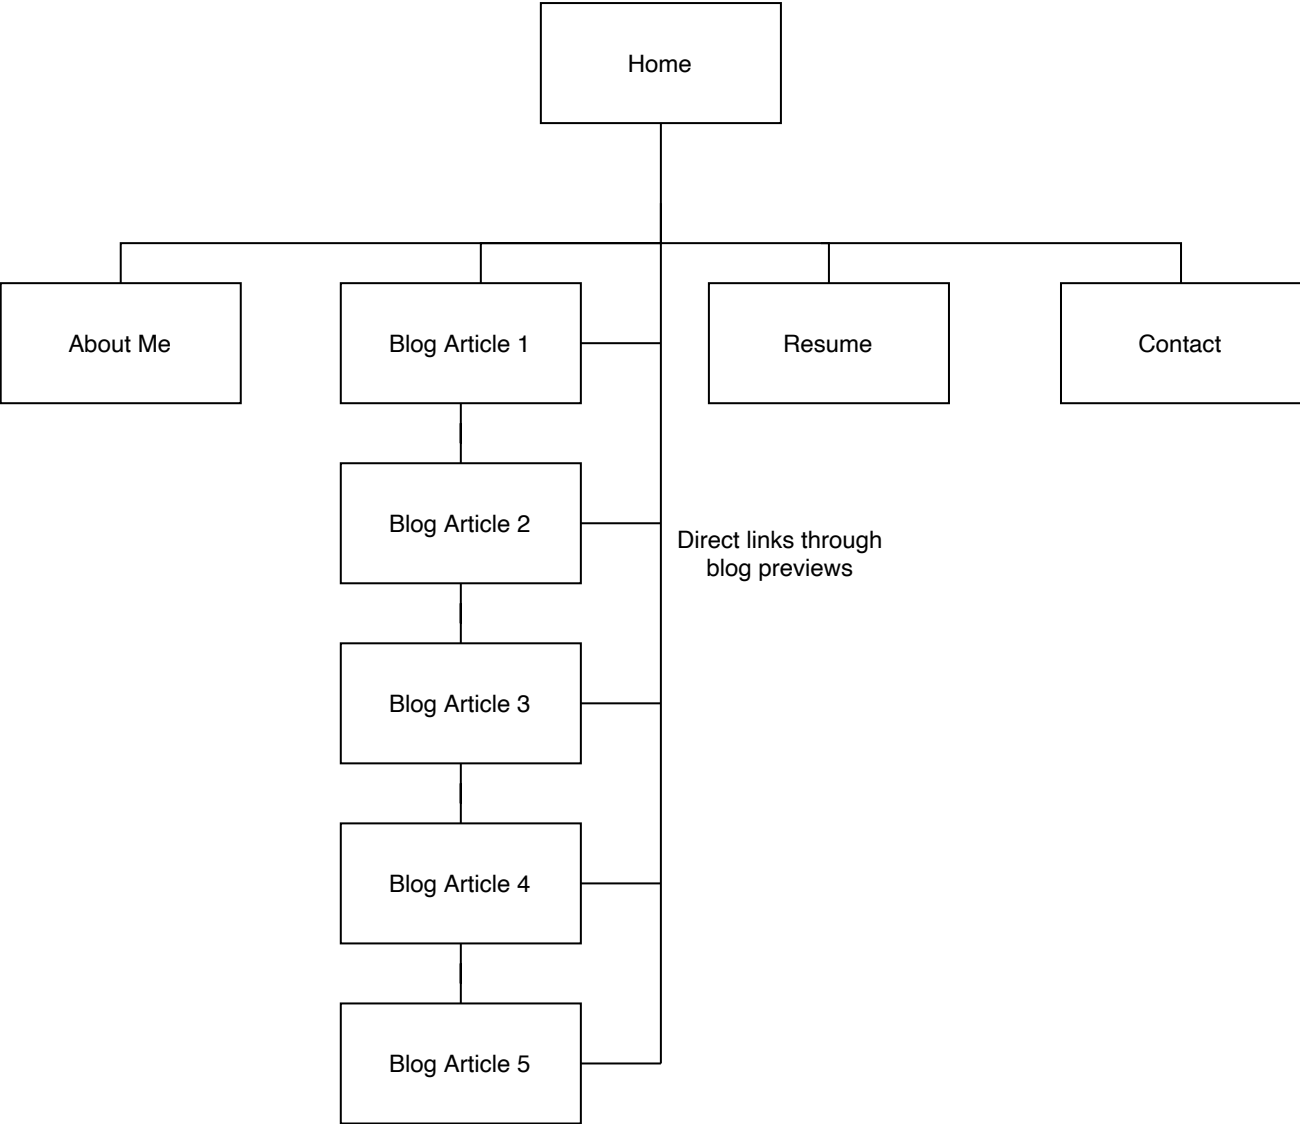 Home
About Me
Blog Article 1
Resume
Contact
Blog Article 2
Direct links through
blog previews
Blog Article 3
Blog Article 4
Blog Article 5